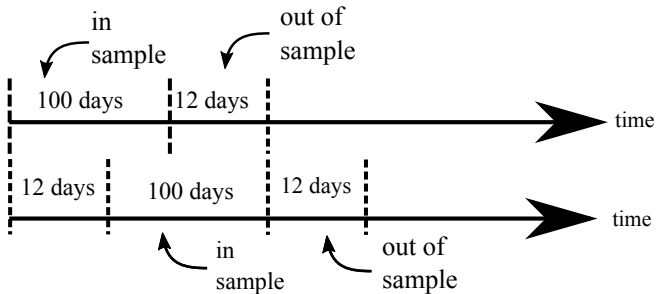 in
sample
out of
sample
100 days
12 days
time
12 days
100 days
12 days
time
in
sample
out of
sample